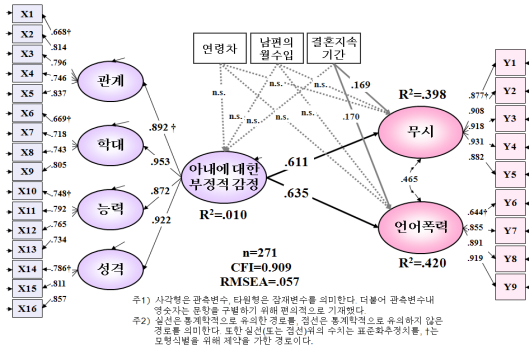 X1
X2
X3
X4
X5
X6
X7
X8
X9
X10
X11
X12
X13
X14
X15
X16
.668†
.814
.796
.746
.837
.669†
.718
.743
.805
.748†
.792
.765
.734
.786†
.811
.857
관계
학대
능력
성격
.892 †
.953
.872
.922
연령차
남편의
월수입
결혼지속
기간
n.s.
n.s.
n.s.
n.s.
n.s.
n.s.
n.s.
.169
.170
아내에 대한
부정적 감정
R²=.010
.611
.635
R²=.398
무시
.465
언어폭력
R²=.420
.877†
.908
.918
.931
.882
.644†
.855
.891
.919
Y1
Y2
Y3
Y4
Y5
Y6
Y7
Y8
Y9
n=271
CFI=0.909
RMSEA=.057
주1) 사각형은 관측변수, 타원형은 잠재변수를 의미한다. 더불어 관측변수내
영숫자는 문항을 구별하기 위해 편의적으로 기재했다.
주2) 실선은 통계학적으로 유의한 경로를, 점선은 통계학적으로 유의하지 않은
경로를 의미한다. 또한 실선(또는 점선)위의 수치는 표준화추정치를, †는
모형식별을 위해 제약을 가한 경로이다.